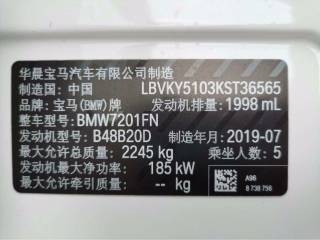 华晨宝马汽车有限公司制造
制造国: 中国 LBVKY5103KST36565
品牌: 宝马(BMW)牌 发动机排量: 1998 mL
整车型号: BMW7201FN
发动机型号: B48B20D 制造年月: 2019-07
最大允许总质量: 2245 kg 乘坐人数: 5
发动机最大净功率: 185 kW
最大允许牵引质量: -- kg
A96
8 738 756